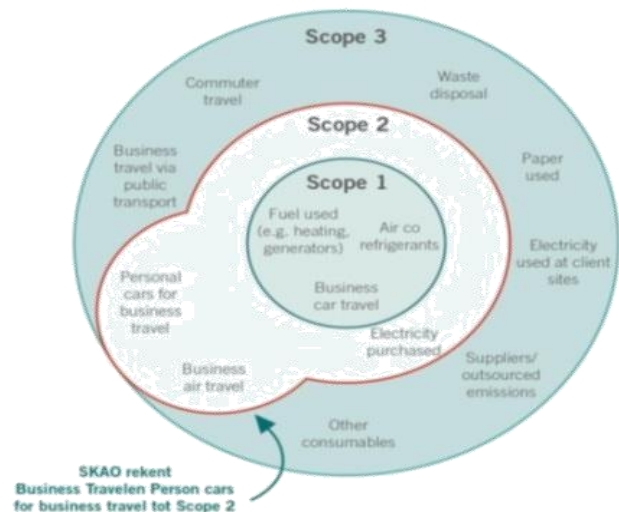 Scope 3
Commuter
travel
Waste
disposal
Scope 2
Business
travel via
public
transport
Paper
used
Scope 1
Fuel used
(e.g. heating,
generators)
Air co
refrigerants
Electricity
used at client
sites
Personal
cars for
business
travel
Business
car travel
Electricity
purchased
Business
air travel
Suppliers/
outsourced
emissions
Other
consumables
SKAO rekent
Business Travelen Person cars
for business travel tot Scope 2